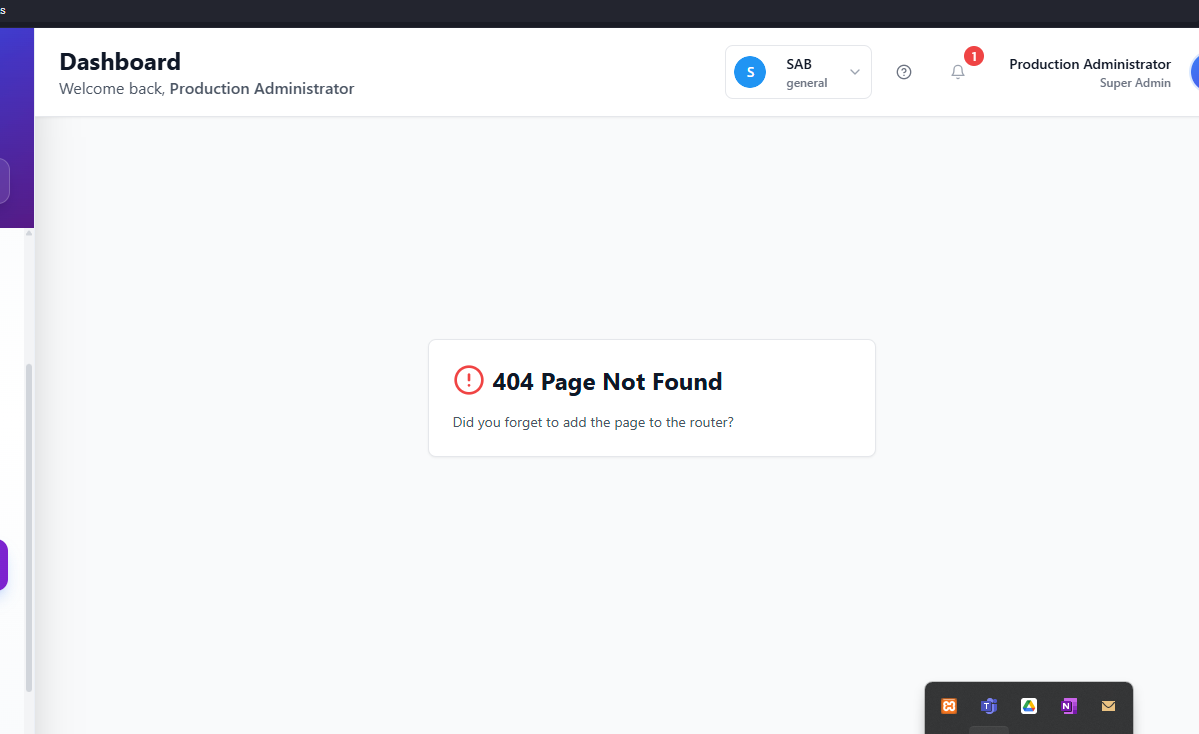 s
Dashboard
Welcome back, Production Administrator
S
SAB
general
1
Production Administrator
Super Admin
404 Page Not Found
Did you forget to add the page to the router?